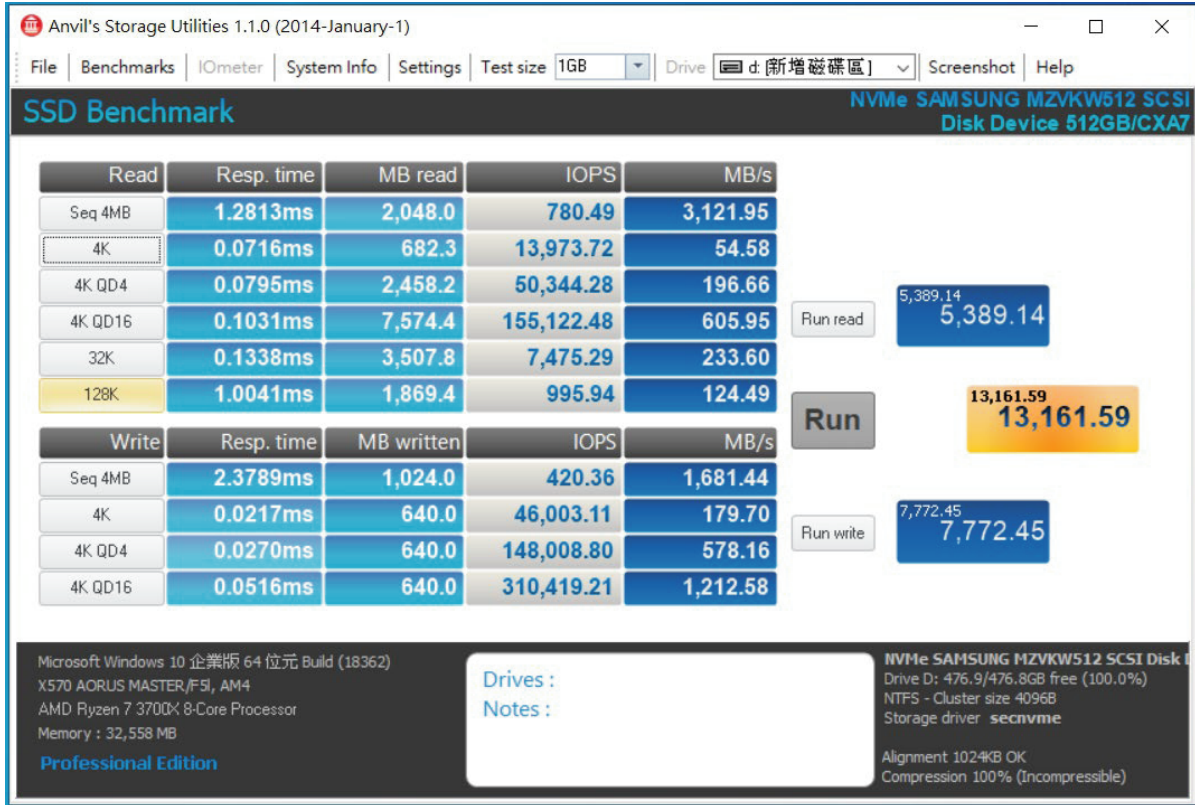 Anvil's Storage Utilities 1.1.0 (2014-January-1)
File Benchmarks IOmeter System Info Settings Test size 1GB Drive d: [新增磁碟區] Screenshot Help
SSD Benchmark
NVMe SAMSUNG MZVKW512 SCSI
Disk Device 512GB/CXA7
Read Resp. time MB read IOPS MB/s
Seq 4MB 1.2813ms 2,048.0 780.49 3,121.95
4K 0.0716ms 682.3 13,973.72 54.58
4K QD4 0.0795ms 2,458.2 50,344.28 196.66
4K QD16 0.1031ms 7,574.4 155,122.48 605.95
32K 0.1338ms 3,507.8 7,475.29 233.60
128K 1.0041ms 1,869.4 995.94 124.49
Run read
5,389.14
5,389.14
Run
13,161.59
13,161.59
Write Resp. time MB written IOPS MB/s
Seq 4MB 2.3789ms 1,024.0 420.36 1,681.44
4K 0.0217ms 640.0 46,003.11 179.70
4K QD4 0.0270ms 640.0 148,008.80 578.16
4K QD16 0.0516ms 640.0 310,419.21 1,212.58
Run write
7,772.45
7,772.45
Microsoft Windows 10 企業版 64 位元 Build (18362)
X570 AORUS MASTER/F5l, AM4
AMD Ryzen 7 3700X 8-Core Processor
Memory : 32,558 MB
Professional Edition
Drives :
Notes :
NVMe SAMSUNG MZVKW512 SCSI Disk
Drive D: 476.9/476.8GB free (100.0%)
NTFS - Cluster size 4096B
Storage driver secnvme
Alignment 1024KB OK
Compression 100% (Incompressible)